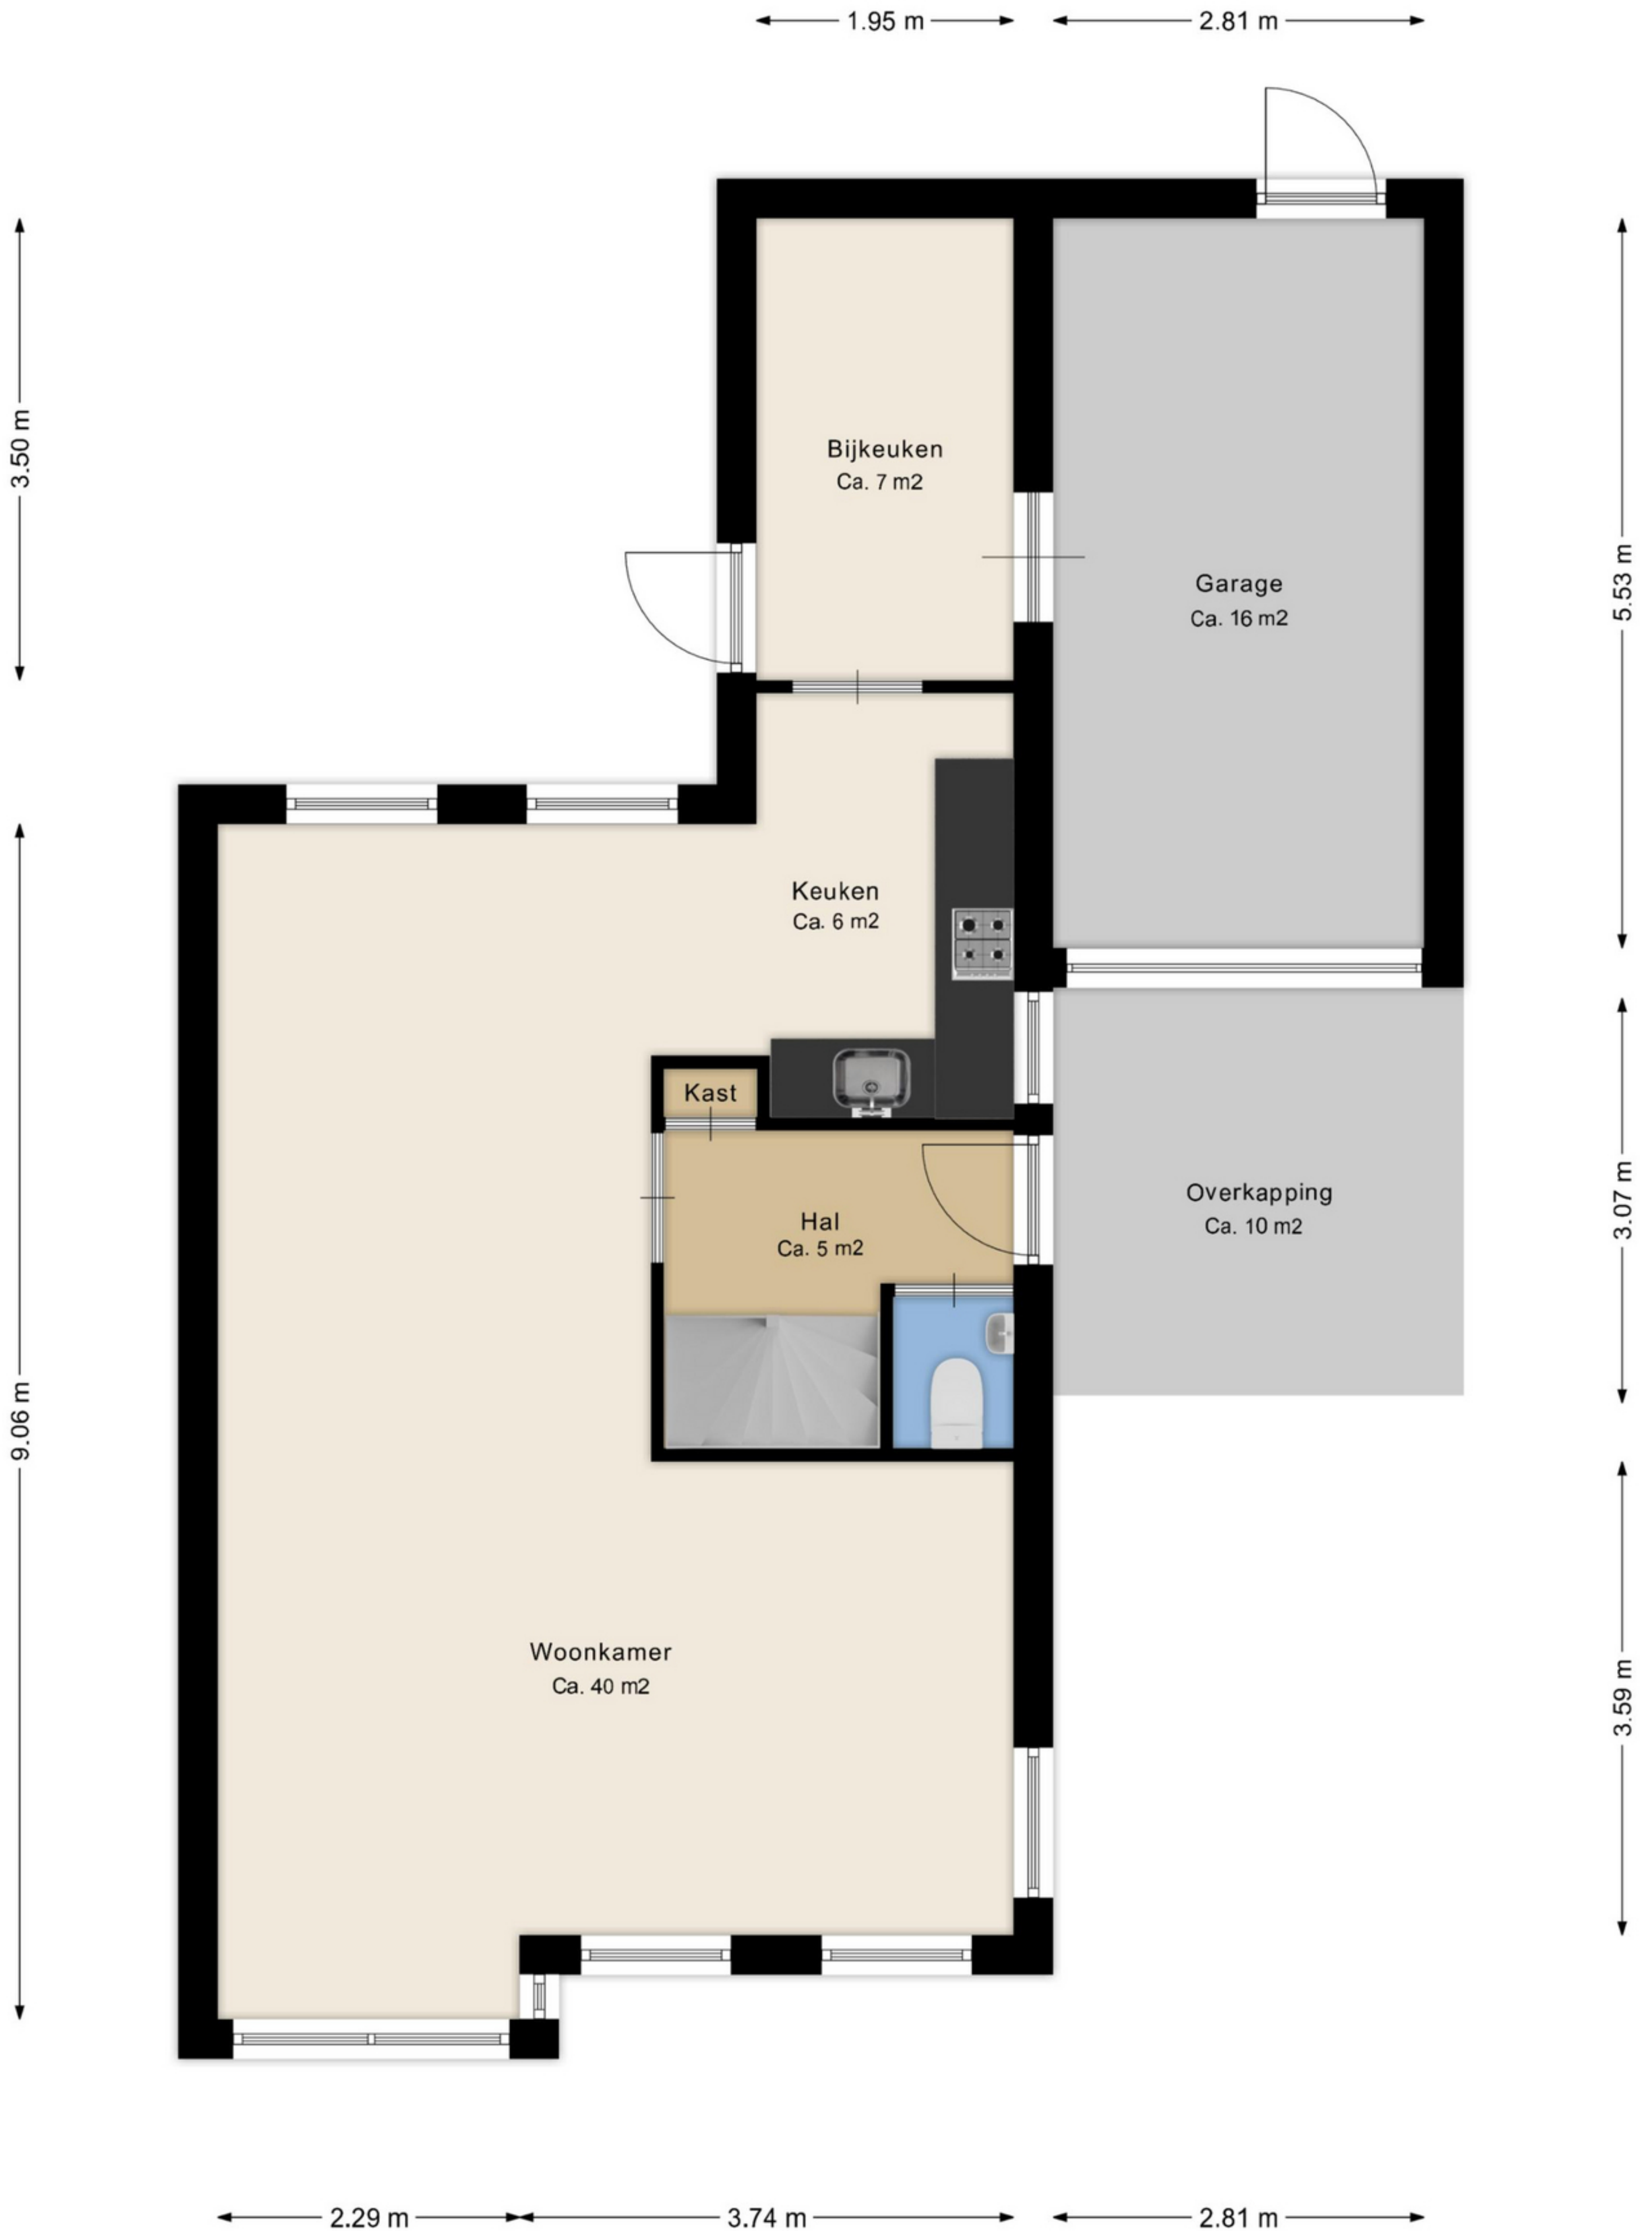 1.95 m
2.81 m
3.50 m
5.53 m
Bijkeuken
Ca. 7 m2
Garage
Ca. 16 m2
Keuken
Ca. 6 m2
Kast
Hal
Ca. 5 m2
Overkapping
Ca. 10 m2
3.07 m
9.06 m
Woonkamer
Ca. 40 m2
3.59 m
2.29 m
3.74 m
2.81 m